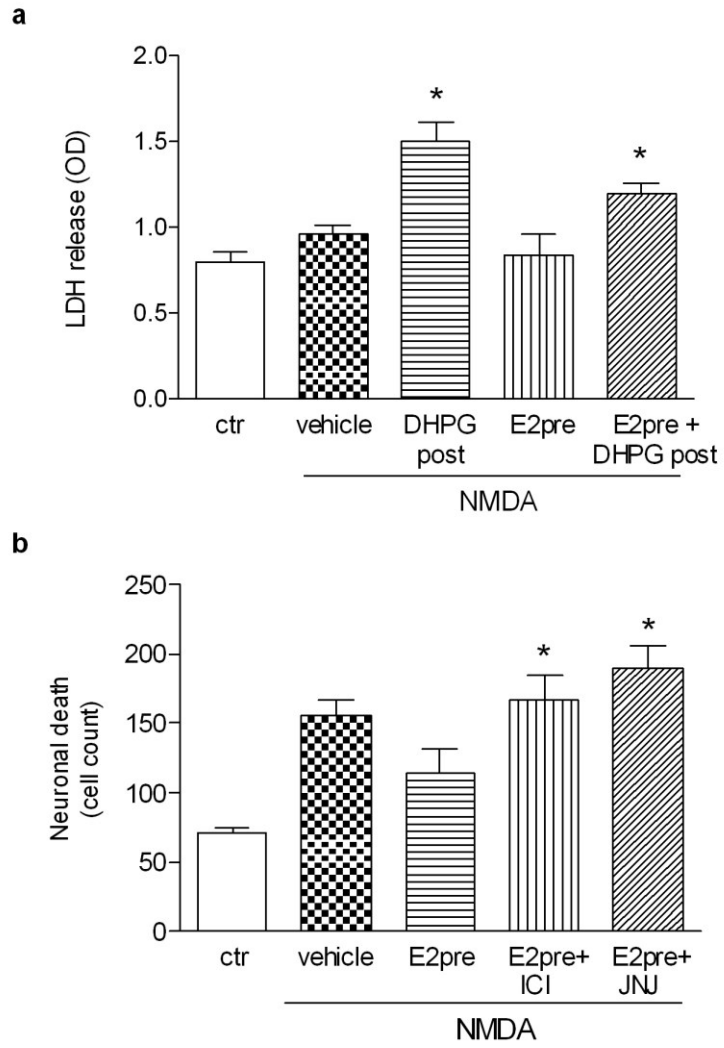 a
LDH release (OD)
2.0
1.5
1.0
0.5
0.0
*
*
ctr
vehicle
DHPG
post
E2pre
E2pre +
DHPG post
NMDA
b
Neuronal death
(cell count)
250
200
150
100
50
0
*
*
ctr
vehicle
E2pre
E2pre+
ICI
E2pre+
JNJ
NMDA